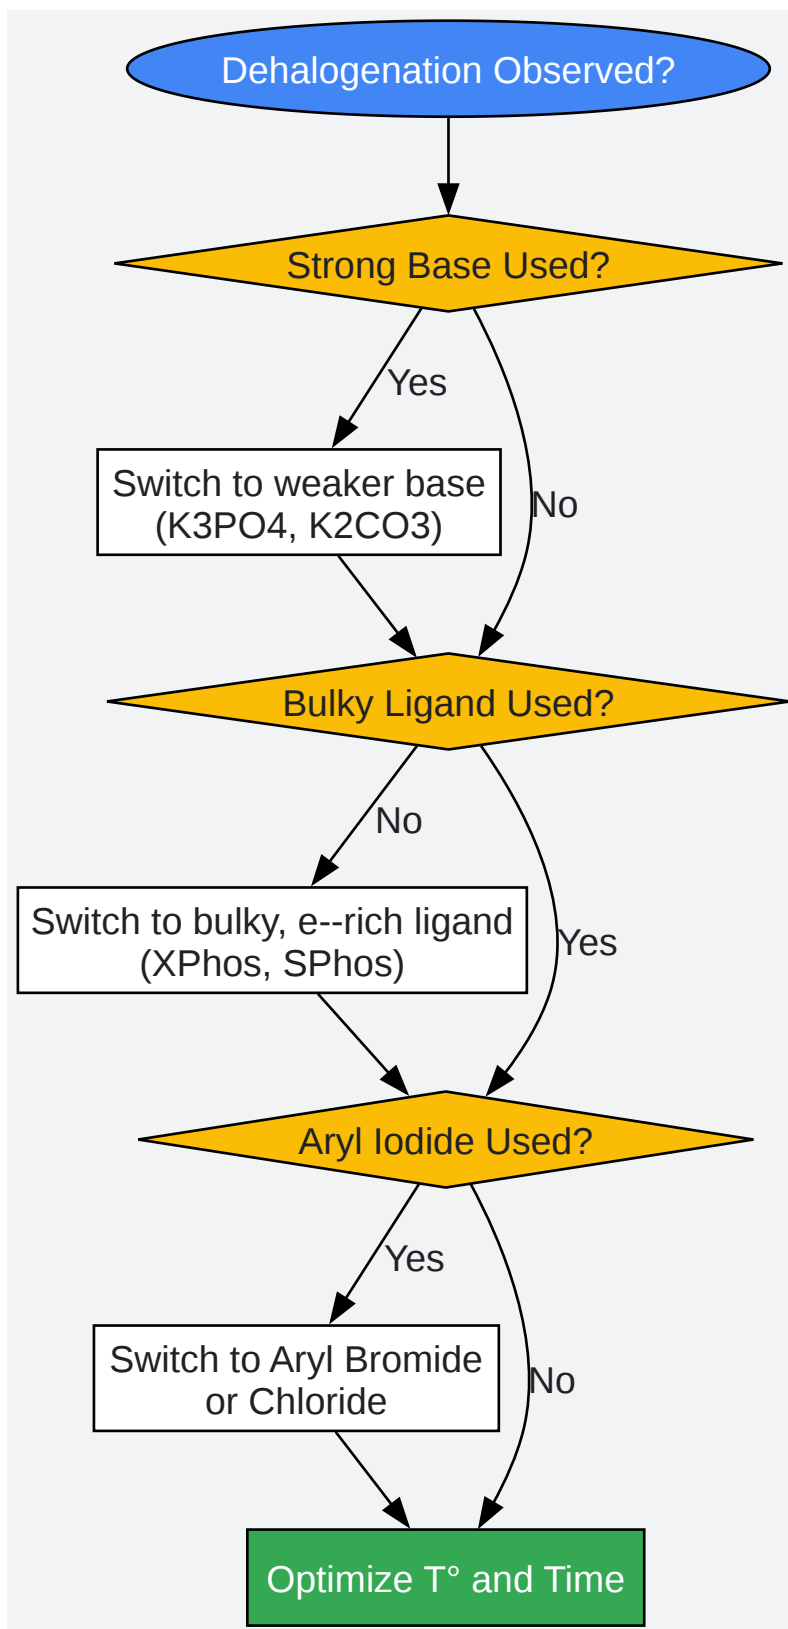 Dehalogenation Observed?
Strong Base Used?
Yes
Switch to weaker base
(K3PO4, K2CO3)
No
Bulky Ligand Used?
No
Switch to bulky, e--rich ligand
(XPhos, SPhos)
Yes
Aryl Iodide Used?
Yes
Switch to Aryl Bromide
or Chloride
No
Optimize T° and Time